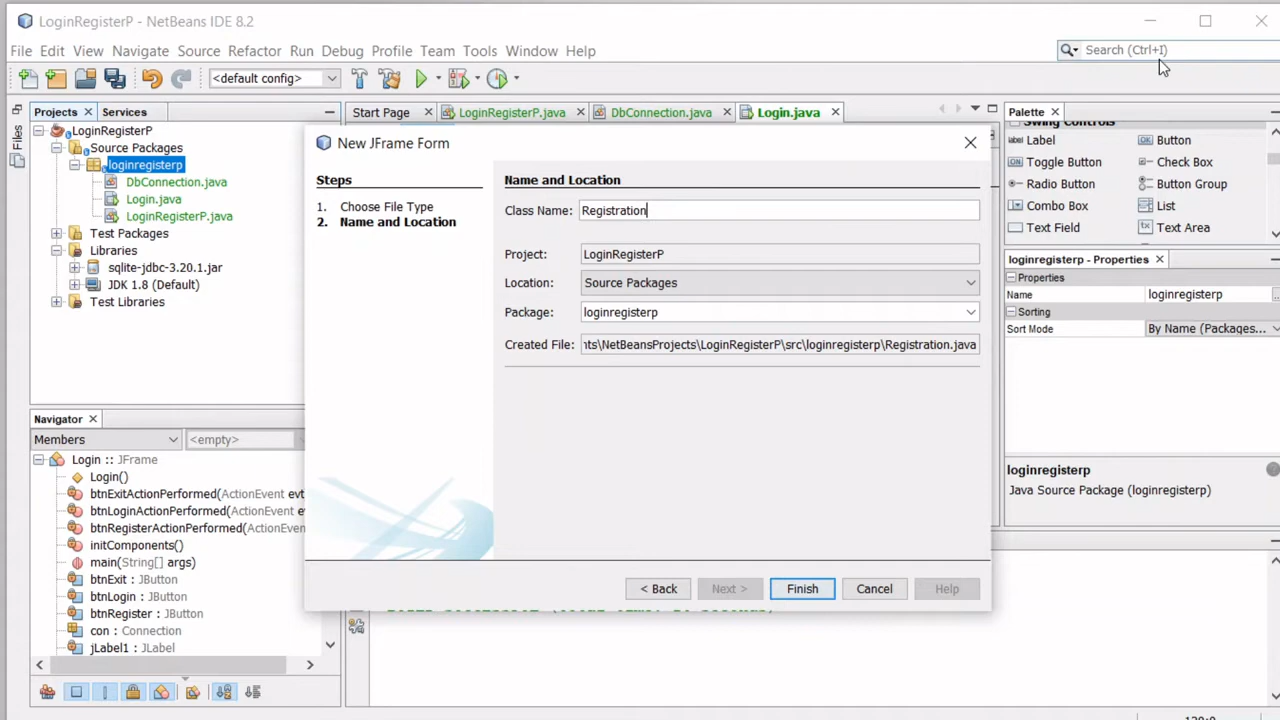 LoginRegisterP - NetBeans IDE 8.2
File Edit View Navigate Source Refactor Run Debug Profile Team Tools Window Help
Search (Ctrl+I)
<default config>
Files
Projects
Services
LoginRegisterP
Source Packages
loginregisterp
DbConnection.java
Login.java
LoginRegisterP.java
Test Packages
Libraries
sqlite-jdbc-3.20.1.jar
JDK 1.8 (Default)
Test Libraries
Navigator
Members
<empty>
Login :: JFrame
Login()
btnExitActionPerformed(ActionEvent evt
btnLoginActionPerformed(ActionEvent e
btnRegisterActionPerformed(ActionEven
initComponents()
main(String[] args)
btnExit : JButton
btnLogin : JButton
btnRegister : JButton
con : Connection
jLabel1 : JLabel
Start Page
LoginRegisterP.java
DbConnection.java
Login.java
New JFrame Form
Steps
1. Choose File Type
2. Name and Location
Name and Location
Class Name: Registration
Project: LoginRegisterP
Location: Source Packages
Package: loginregisterp
Created File: nts\NetBeansProjects\LoginRegisterP\src\loginregisterp\Registration.java
< Back
Next >
Finish
Cancel
Help
Palette
Swing Controls
label Label
OK Button
OK Toggle Button
Check Box
Radio Button
Button Group
Combo Box
List
Text Field
Text Area
loginregisterp - Properties
Properties
Name loginregisterp
Sorting
Sort Mode By Name (Packages...
loginregisterp
Java Source Package (loginregisterp)